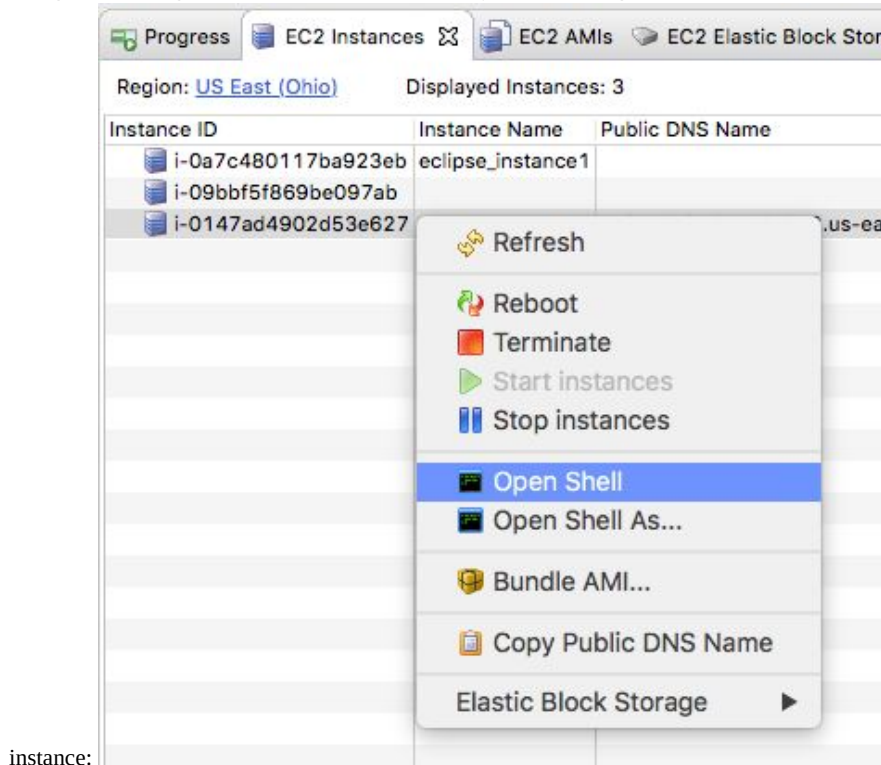 Progress EC2 Instances EC2 AMIs EC2 Elastic Block Stor
Region: US East (Ohio) Displayed Instances: 3
Instance ID Instance Name Public DNS Name
i-0a7c480117ba923eb eclipse_instance1
i-09bbf5f869be097ab
i-0147ad4902d53e627 .us-ea
Refresh
Reboot
Terminate
Start instances
Stop instances
Open Shell
Open Shell As...
Bundle AMI...
Copy Public DNS Name
Elastic Block Storage
instance: